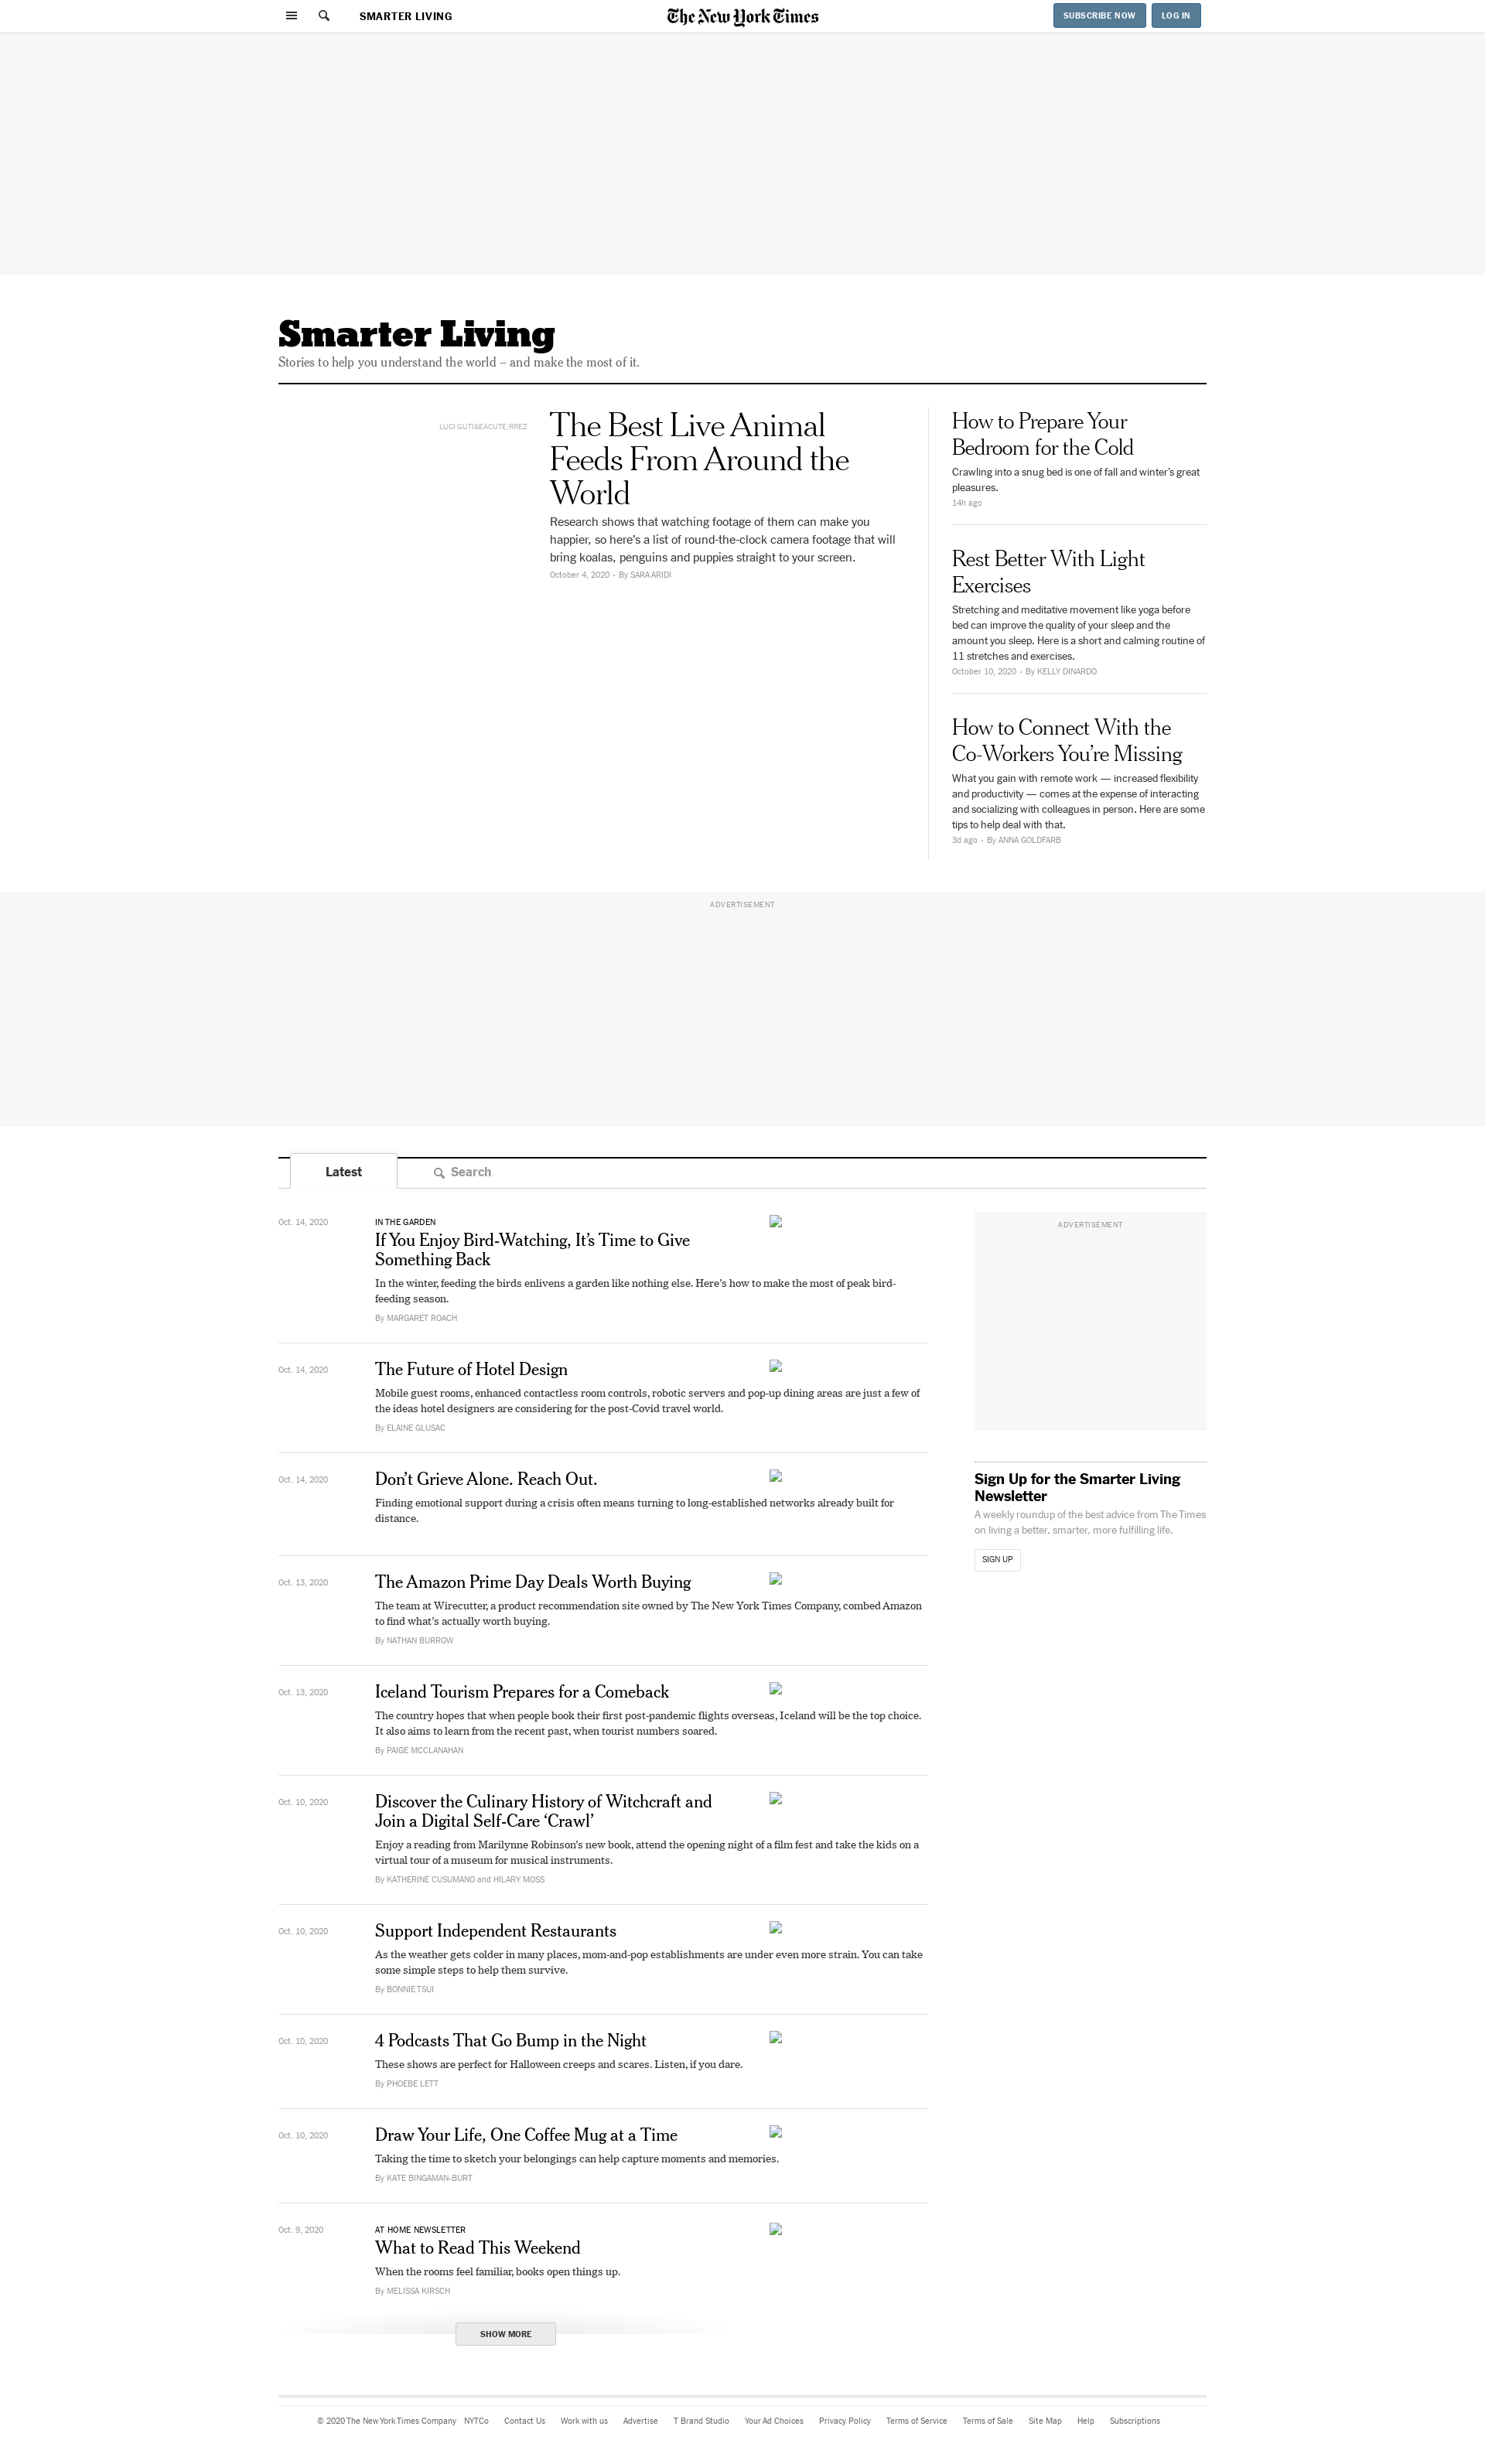 SMARTER LIVING
The New York Times
SUBSCRIBE NOW
LOG IN
Smarter Living
Stories to help you understand the world – and make the most of it.
LUCI GUTI&EACUTE;RREZ
The Best Live Animal
Feeds From Around the
World
Research shows that watching footage of them can make you
happier, so here's a list of round-the-clock camera footage that will
bring koalas, penguins and puppies straight to your screen.
October 4, 2020 - By SARA ARIDI
How to Prepare Your
Bedroom for the Cold
Crawling into a snug bed is one of fall and winter's great
pleasures.
14h ago
Rest Better With Light
Exercises
Stretching and meditative movement like yoga before
bed can improve the quality of your sleep and the
amount you sleep. Here is a short and calming routine of
11 stretches and exercises.
October 10, 2020 - By KELLY DINARDO
How to Connect With the
Co-Workers You're Missing
What you gain with remote work — increased flexibility
and productivity — comes at the expense of interacting
and socializing with colleagues in person. Here are some
tips to help deal with that.
3d ago - By ANNA GOLDFARB
ADVERTISEMENT
Latest
Search
Oct. 14, 2020
IN THE GARDEN
If You Enjoy Bird-Watching, It's Time to Give
Something Back
In the winter, feeding the birds enlivens a garden like nothing else. Here's how to make the most of peak bird-
feeding season.
By MARGARET ROACH
Oct. 14, 2020
The Future of Hotel Design
Mobile guest rooms, enhanced contactless room controls, robotic servers and pop-up dining areas are just a few of
the ideas hotel designers are considering for the post-Covid travel world.
By ELAINE GLUSAC
Oct. 14, 2020
Don't Grieve Alone. Reach Out.
Finding emotional support during a crisis often means turning to long-established networks already built for
distance.
Oct. 13, 2020
The Amazon Prime Day Deals Worth Buying
The team at Wirecutter, a product recommendation site owned by The New York Times Company, combed Amazon
to find what's actually worth buying.
By NATHAN BURROW
Oct. 13, 2020
Iceland Tourism Prepares for a Comeback
The country hopes that when people book their first post-pandemic flights overseas, Iceland will be the top choice.
It also aims to learn from the recent past, when tourist numbers soared.
By PAIGE MCCLANAHAN
Oct. 10, 2020
Discover the Culinary History of Witchcraft and
Join a Digital Self-Care ‘Crawl’
Enjoy a reading from Marilynne Robinson's new book, attend the opening night of a film fest and take the kids on a
virtual tour of a museum for musical instruments.
By KATHERINE CUSUMANO and HILARY MOSS
Oct. 10, 2020
Support Independent Restaurants
As the weather gets colder in many places, mom-and-pop establishments are under even more strain. You can take
some simple steps to help them survive.
By BONNIE TSUI
Oct. 10, 2020
4 Podcasts That Go Bump in the Night
These shows are perfect for Halloween creeps and scares. Listen, if you dare.
By PHOEBE LETT
Oct. 10, 2020
Draw Your Life, One Coffee Mug at a Time
Taking the time to sketch your belongings can help capture moments and memories.
By KATE BINGAMAN-BURT
Oct. 9, 2020
AT HOME NEWSLETTER
What to Read This Weekend
When the rooms feel familiar, books open things up.
By MELISSA KIRSCH
SHOW MORE
ADVERTISEMENT
Sign Up for the Smarter Living
Newsletter
A weekly roundup of the best advice from The Times
on living a better, smarter, more fulfilling life.
SIGN UP
© 2020 The New York Times Company NYTCo Contact Us Work with us Advertise T Brand Studio Your Ad Choices Privacy Policy Terms of Service Terms of Sale Site Map Help Subscriptions